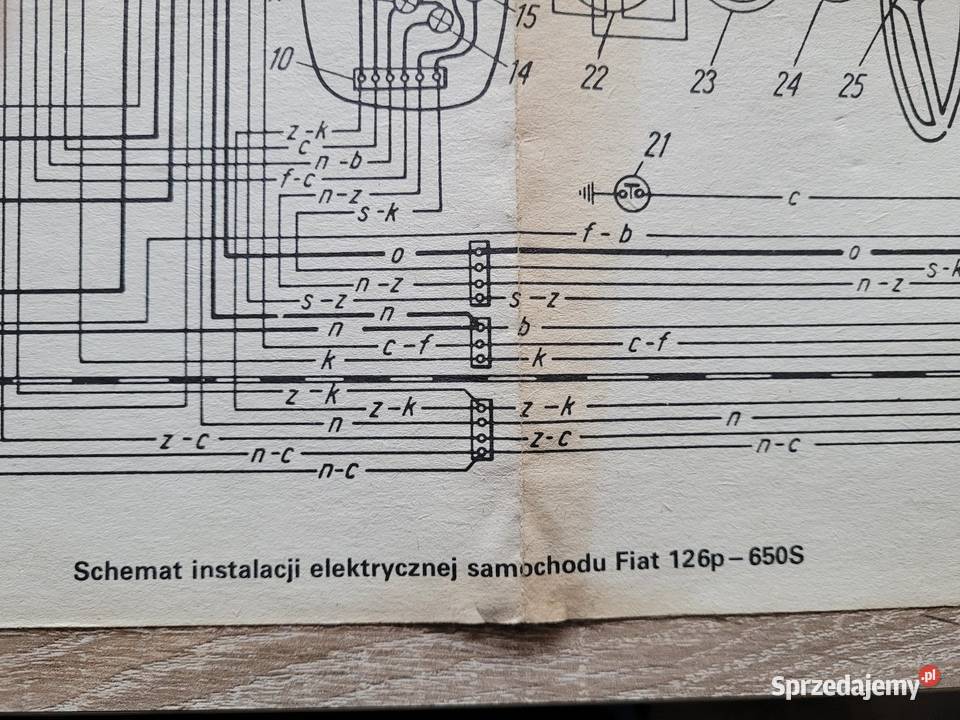 15
10
14
22
23
24
25
z-k
c
n-b
f-c
n-z
s-k
21
c
f-b
o
o
s-k
n-z
n-z
s-z
s-z
n
n
b
c-f
c-f
k
k
z-k
z-k
z-k
n
n
z-c
z-c
n-c
n-c
n-c
Schemat instalacji elektrycznej samochodu Fiat 126p-650S
Sprzedajemy.pl